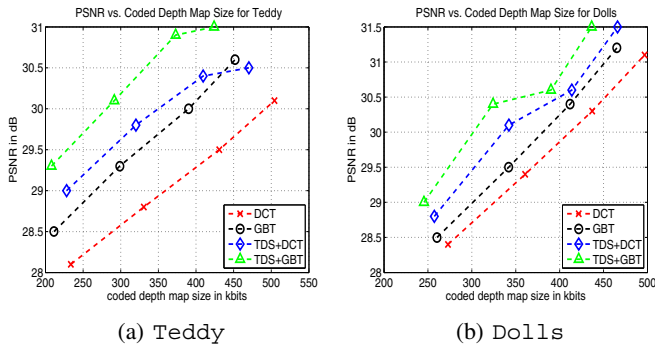 PSNR vs. Coded Depth Map Size for Teddy
31
30.5
30
29.5
29
28.5
28
PSNR in dB
200 250 300 350 400 450 500 550
coded depth map size in kbits
DCT
GBT
TDS+DCT
TDS+GBT
(a) Teddy
PSNR vs. Coded Depth Map Size for Dolls
31.5
31
30.5
30
29.5
29
28.5
28
PSNR in dB
200 250 300 350 400 450 500
coded depth map size in kbits
DCT
GBT
TDS+DCT
TDS+GBT
(b) Dolls